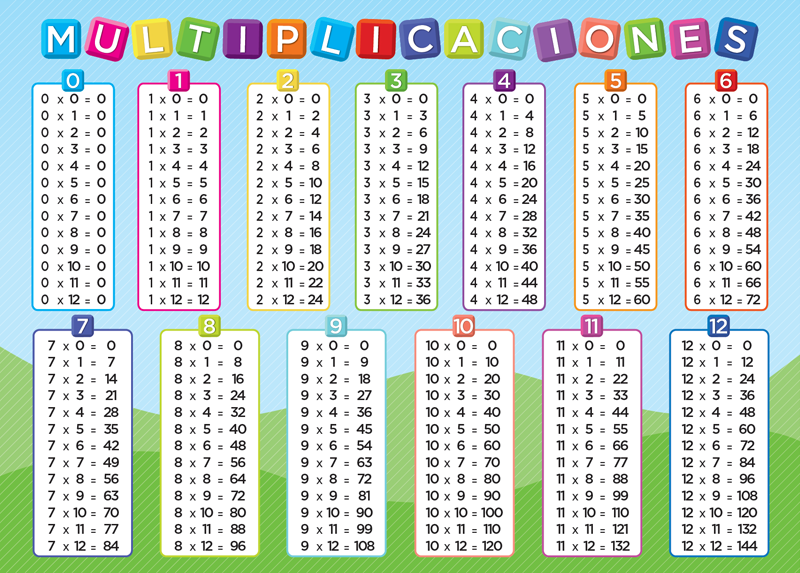 MULTIPLICACIONES
0
0 x 0 = 0
0 x 1 = 0
0 x 2 = 0
0 x 3 = 0
0 x 4 = 0
0 x 5 = 0
0 x 6 = 0
0 x 7 = 0
0 x 8 = 0
0 x 9 = 0
0 x 10 = 0
0 x 11 = 0
0 x 12 = 0
1
1 x 0 = 0
1 x 1 = 1
1 x 2 = 2
1 x 3 = 3
1 x 4 = 4
1 x 5 = 5
1 x 6 = 6
1 x 7 = 7
1 x 8 = 8
1 x 9 = 9
1 x 10 = 10
1 x 11 = 11
1 x 12 = 12
2
2 x 0 = 0
2 x 1 = 2
2 x 2 = 4
2 x 3 = 6
2 x 4 = 8
2 x 5 = 10
2 x 6 = 12
2 x 7 = 14
2 x 8 = 16
2 x 9 = 18
2 x 10 = 20
2 x 11 = 22
2 x 12 = 24
3
3 x 0 = 0
3 x 1 = 3
3 x 2 = 6
3 x 3 = 9
3 x 4 = 12
3 x 5 = 15
3 x 6 = 18
3 x 7 = 21
3 x 8 = 24
3 x 9 = 27
3 x 10 = 30
3 x 11 = 33
3 x 12 = 36
4
4 x 0 = 0
4 x 1 = 4
4 x 2 = 8
4 x 3 = 12
4 x 4 = 16
4 x 5 = 20
4 x 6 = 24
4 x 7 = 28
4 x 8 = 32
4 x 9 = 36
4 x 10 = 40
4 x 11 = 44
4 x 12 = 48
5
5 x 0 = 0
5 x 1 = 5
5 x 2 = 10
5 x 3 = 15
5 x 4 = 20
5 x 5 = 25
5 x 6 = 30
5 x 7 = 35
5 x 8 = 40
5 x 9 = 45
5 x 10 = 50
5 x 11 = 55
5 x 12 = 60
6
6 x 0 = 0
6 x 1 = 6
6 x 2 = 12
6 x 3 = 18
6 x 4 = 24
6 x 5 = 30
6 x 6 = 36
6 x 7 = 42
6 x 8 = 48
6 x 9 = 54
6 x 10 = 60
6 x 11 = 66
6 x 12 = 72
7
7 x 0 = 0
7 x 1 = 7
7 x 2 = 14
7 x 3 = 21
7 x 4 = 28
7 x 5 = 35
7 x 6 = 42
7 x 7 = 49
7 x 8 = 56
7 x 9 = 63
7 x 10 = 70
7 x 11 = 77
7 x 12 = 84
8
8 x 0 = 0
8 x 1 = 8
8 x 2 = 16
8 x 3 = 24
8 x 4 = 32
8 x 5 = 40
8 x 6 = 48
8 x 7 = 56
8 x 8 = 64
8 x 9 = 72
8 x 10 = 80
8 x 11 = 88
8 x 12 = 96
9
9 x 0 = 0
9 x 1 = 9
9 x 2 = 18
9 x 3 = 27
9 x 4 = 36
9 x 5 = 45
9 x 6 = 54
9 x 7 = 63
9 x 8 = 72
9 x 9 = 81
9 x 10 = 90
9 x 11 = 99
9 x 12 = 108
10
10 x 0 = 0
10 x 1 = 10
10 x 2 = 20
10 x 3 = 30
10 x 4 = 40
10 x 5 = 50
10 x 6 = 60
10 x 7 = 70
10 x 8 = 80
10 x 9 = 90
10 x 10 = 100
10 x 11 = 110
10 x 12 = 120
11
11 x 0 = 0
11 x 1 = 11
11 x 2 = 22
11 x 3 = 33
11 x 4 = 44
11 x 5 = 55
11 x 6 = 66
11 x 7 = 77
11 x 8 = 88
11 x 9 = 99
11 x 10 = 110
11 x 11 = 121
11 x 12 = 132
12
12 x 0 = 0
12 x 1 = 12
12 x 2 = 24
12 x 3 = 36
12 x 4 = 48
12 x 5 = 60
12 x 6 = 72
12 x 7 = 84
12 x 8 = 96
12 x 9 = 108
12 x 10 = 120
12 x 11 = 132
12 x 12 = 144